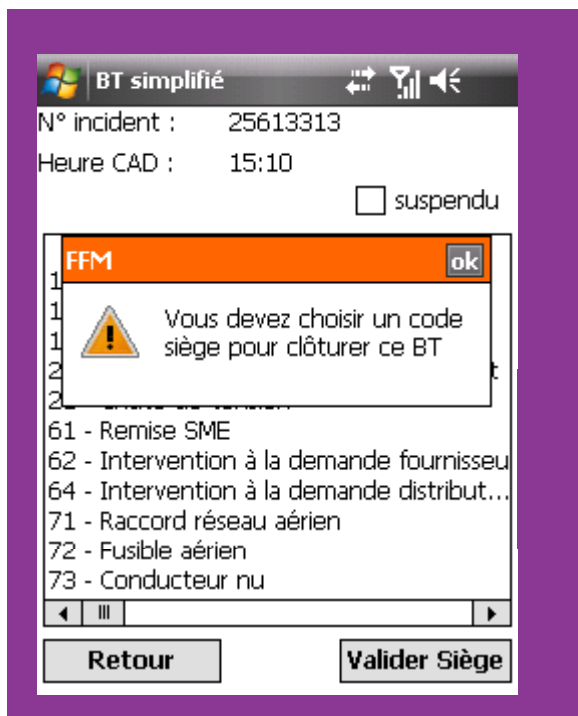 BT simplifié
N° incident : 25613313
Heure CAD : 15:10
suspendu
FFM
ok
Vous devez choisir un code
siège pour clôturer ce BT
61 - Remise SME
62 - Intervention à la demande fournisseu
64 - Intervention à la demande distribut...
71 - Raccord réseau aérien
72 - Fusible aérien
73 - Conducteur nu
Retour
Valider Siège